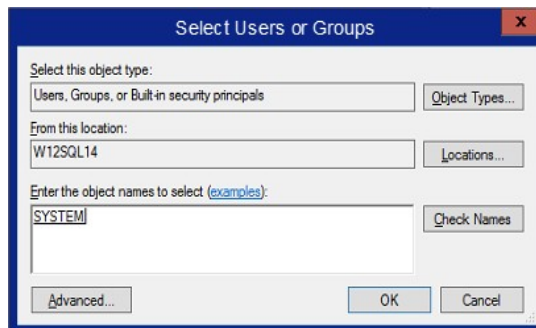 Select Users or Groups
x
Select this object type:
Users, Groups, or Built-in security principals
Object Types...
From this location:
W12SQL14
Locations...
Enter the object names to select (examples):
SYSTEM
Check Names
Advanced...
OK
Cancel